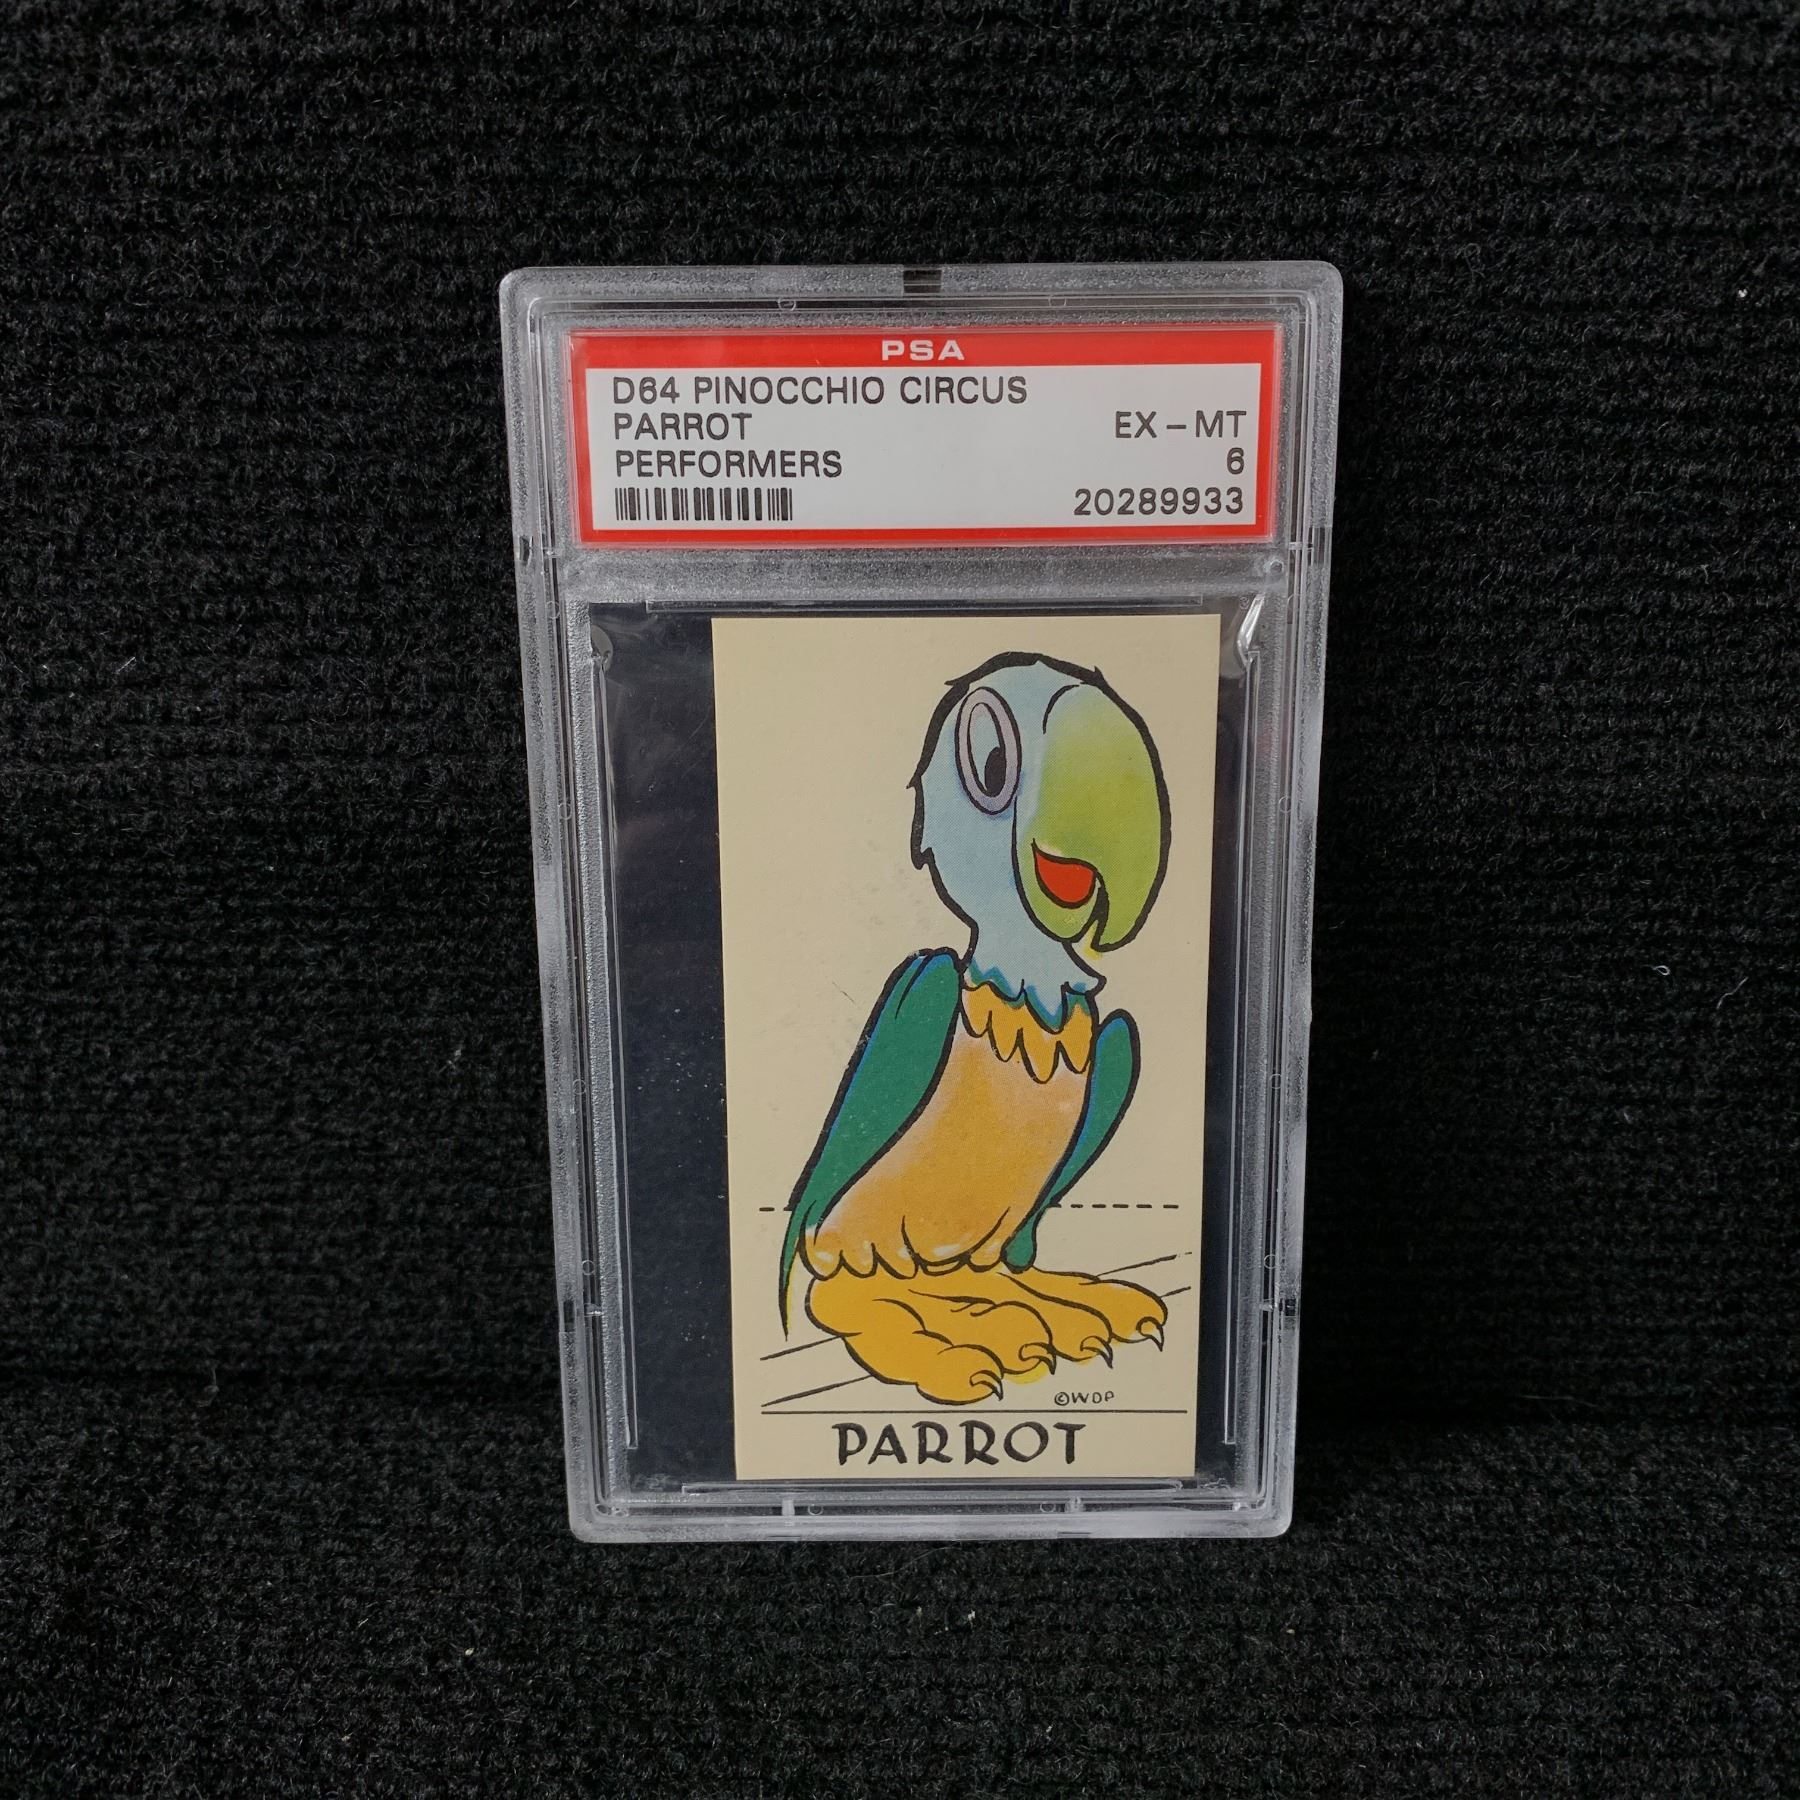 PSA
D64 PINOCCHIO CIRCUS
PARROT EX-MT
PERFORMERS 6
20289933
©WDP
PARROT